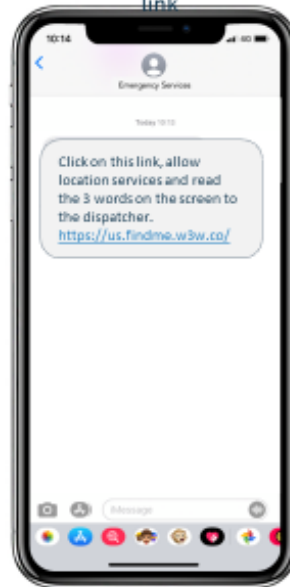 link
10:14
Emergency Services
Today 10:13
Click on this link, allow
location services and read
the 3 words on the screen to
the dispatcher.
https://us.findme.w3w.co/
iMessage